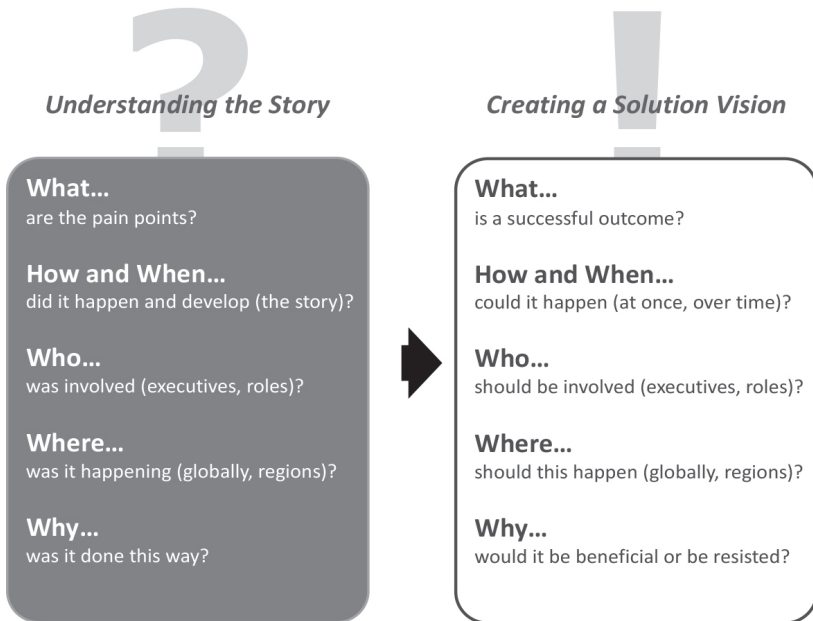 ?
Understanding the Story
What...
are the pain points?
How and When...
did it happen and develop (the story)?
Who...
was involved (executives, roles)?
Where...
was it happening (globally, regions)?
Why...
was it done this way?
!
Creating a Solution Vision
What...
is a successful outcome?
How and When...
could it happen (at once, over time)?
Who...
should be involved (executives, roles)?
Where...
should this happen (globally, regions)?
Why...
would it be beneficial or be resisted?